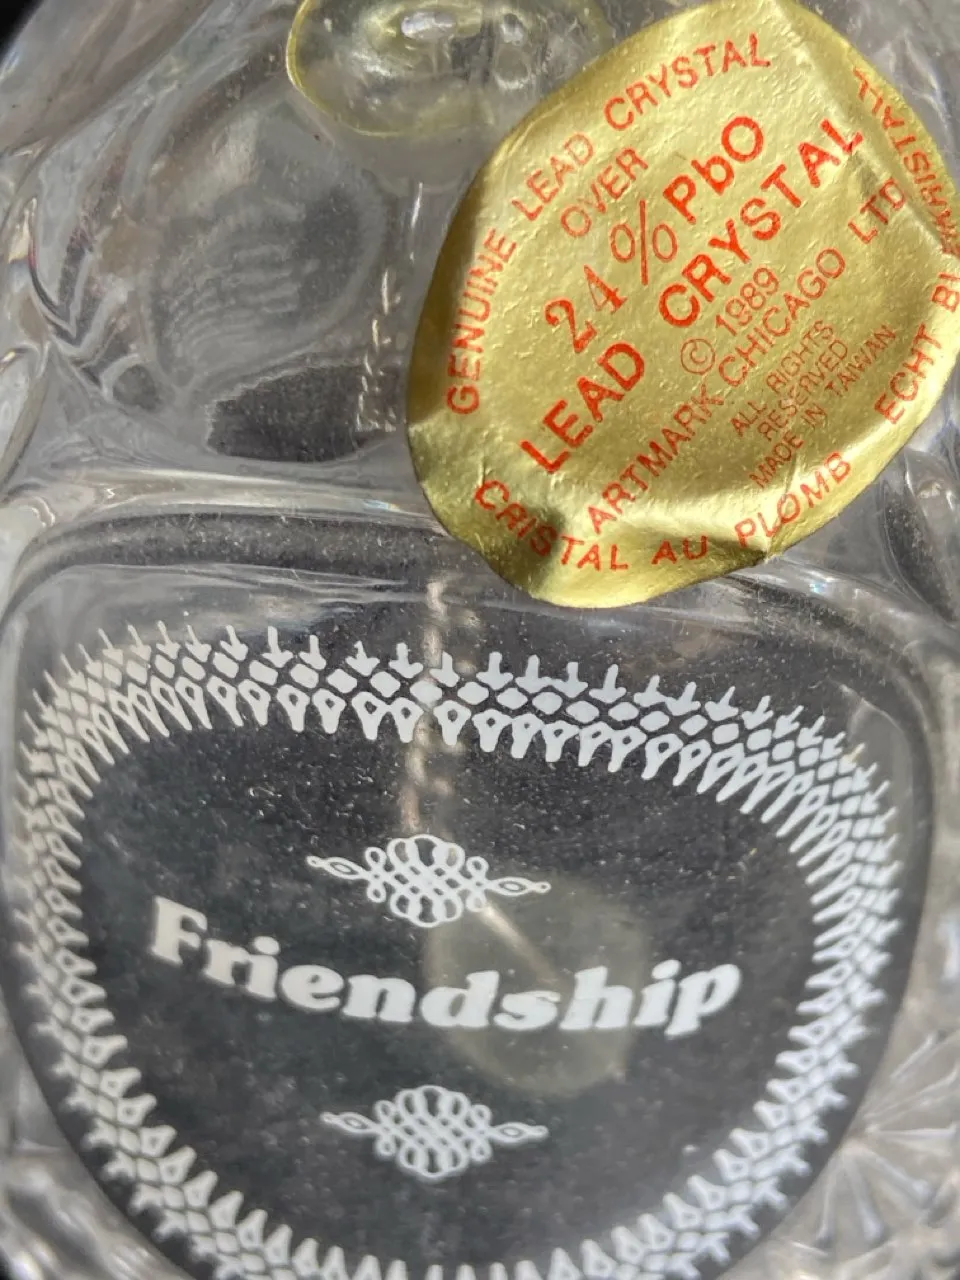 GENUINE LEAD CRYSTAL
OVER
24% PbO
LEAD CRYSTAL
© 1989
ARTMARK CHICAGO LTD
ALL RIGHTS
RESERVED
MADE IN TAIWAN
CRISTAL AU PLOMB
ECHT
Friendship